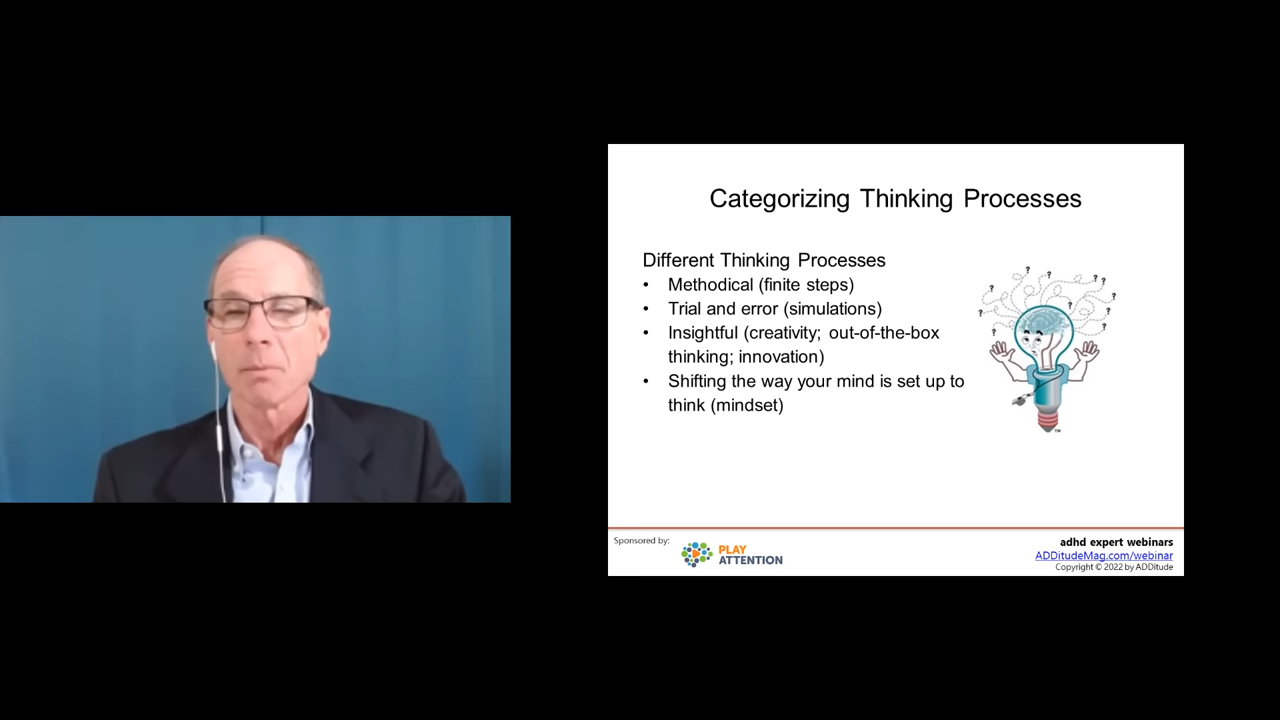 Categorizing Thinking Processes
Different Thinking Processes
• Methodical (finite steps)
• Trial and error (simulations)
• Insightful (creativity; out-of-the-box
thinking; innovation)
• Shifting the way your mind is set up to
think (mindset)
? ? ? ? ? ? ? ? ? ?
TM
Sponsored by:
PLAY
ATTENTION
adhd expert webinars
ADDitudeMag.com/webinar
Copyright © 2022 by ADDitude